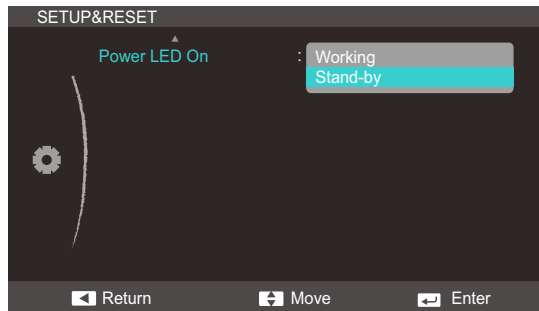 SETUP&RESET
Power LED On : Working
Stand-by
Return Move Enter